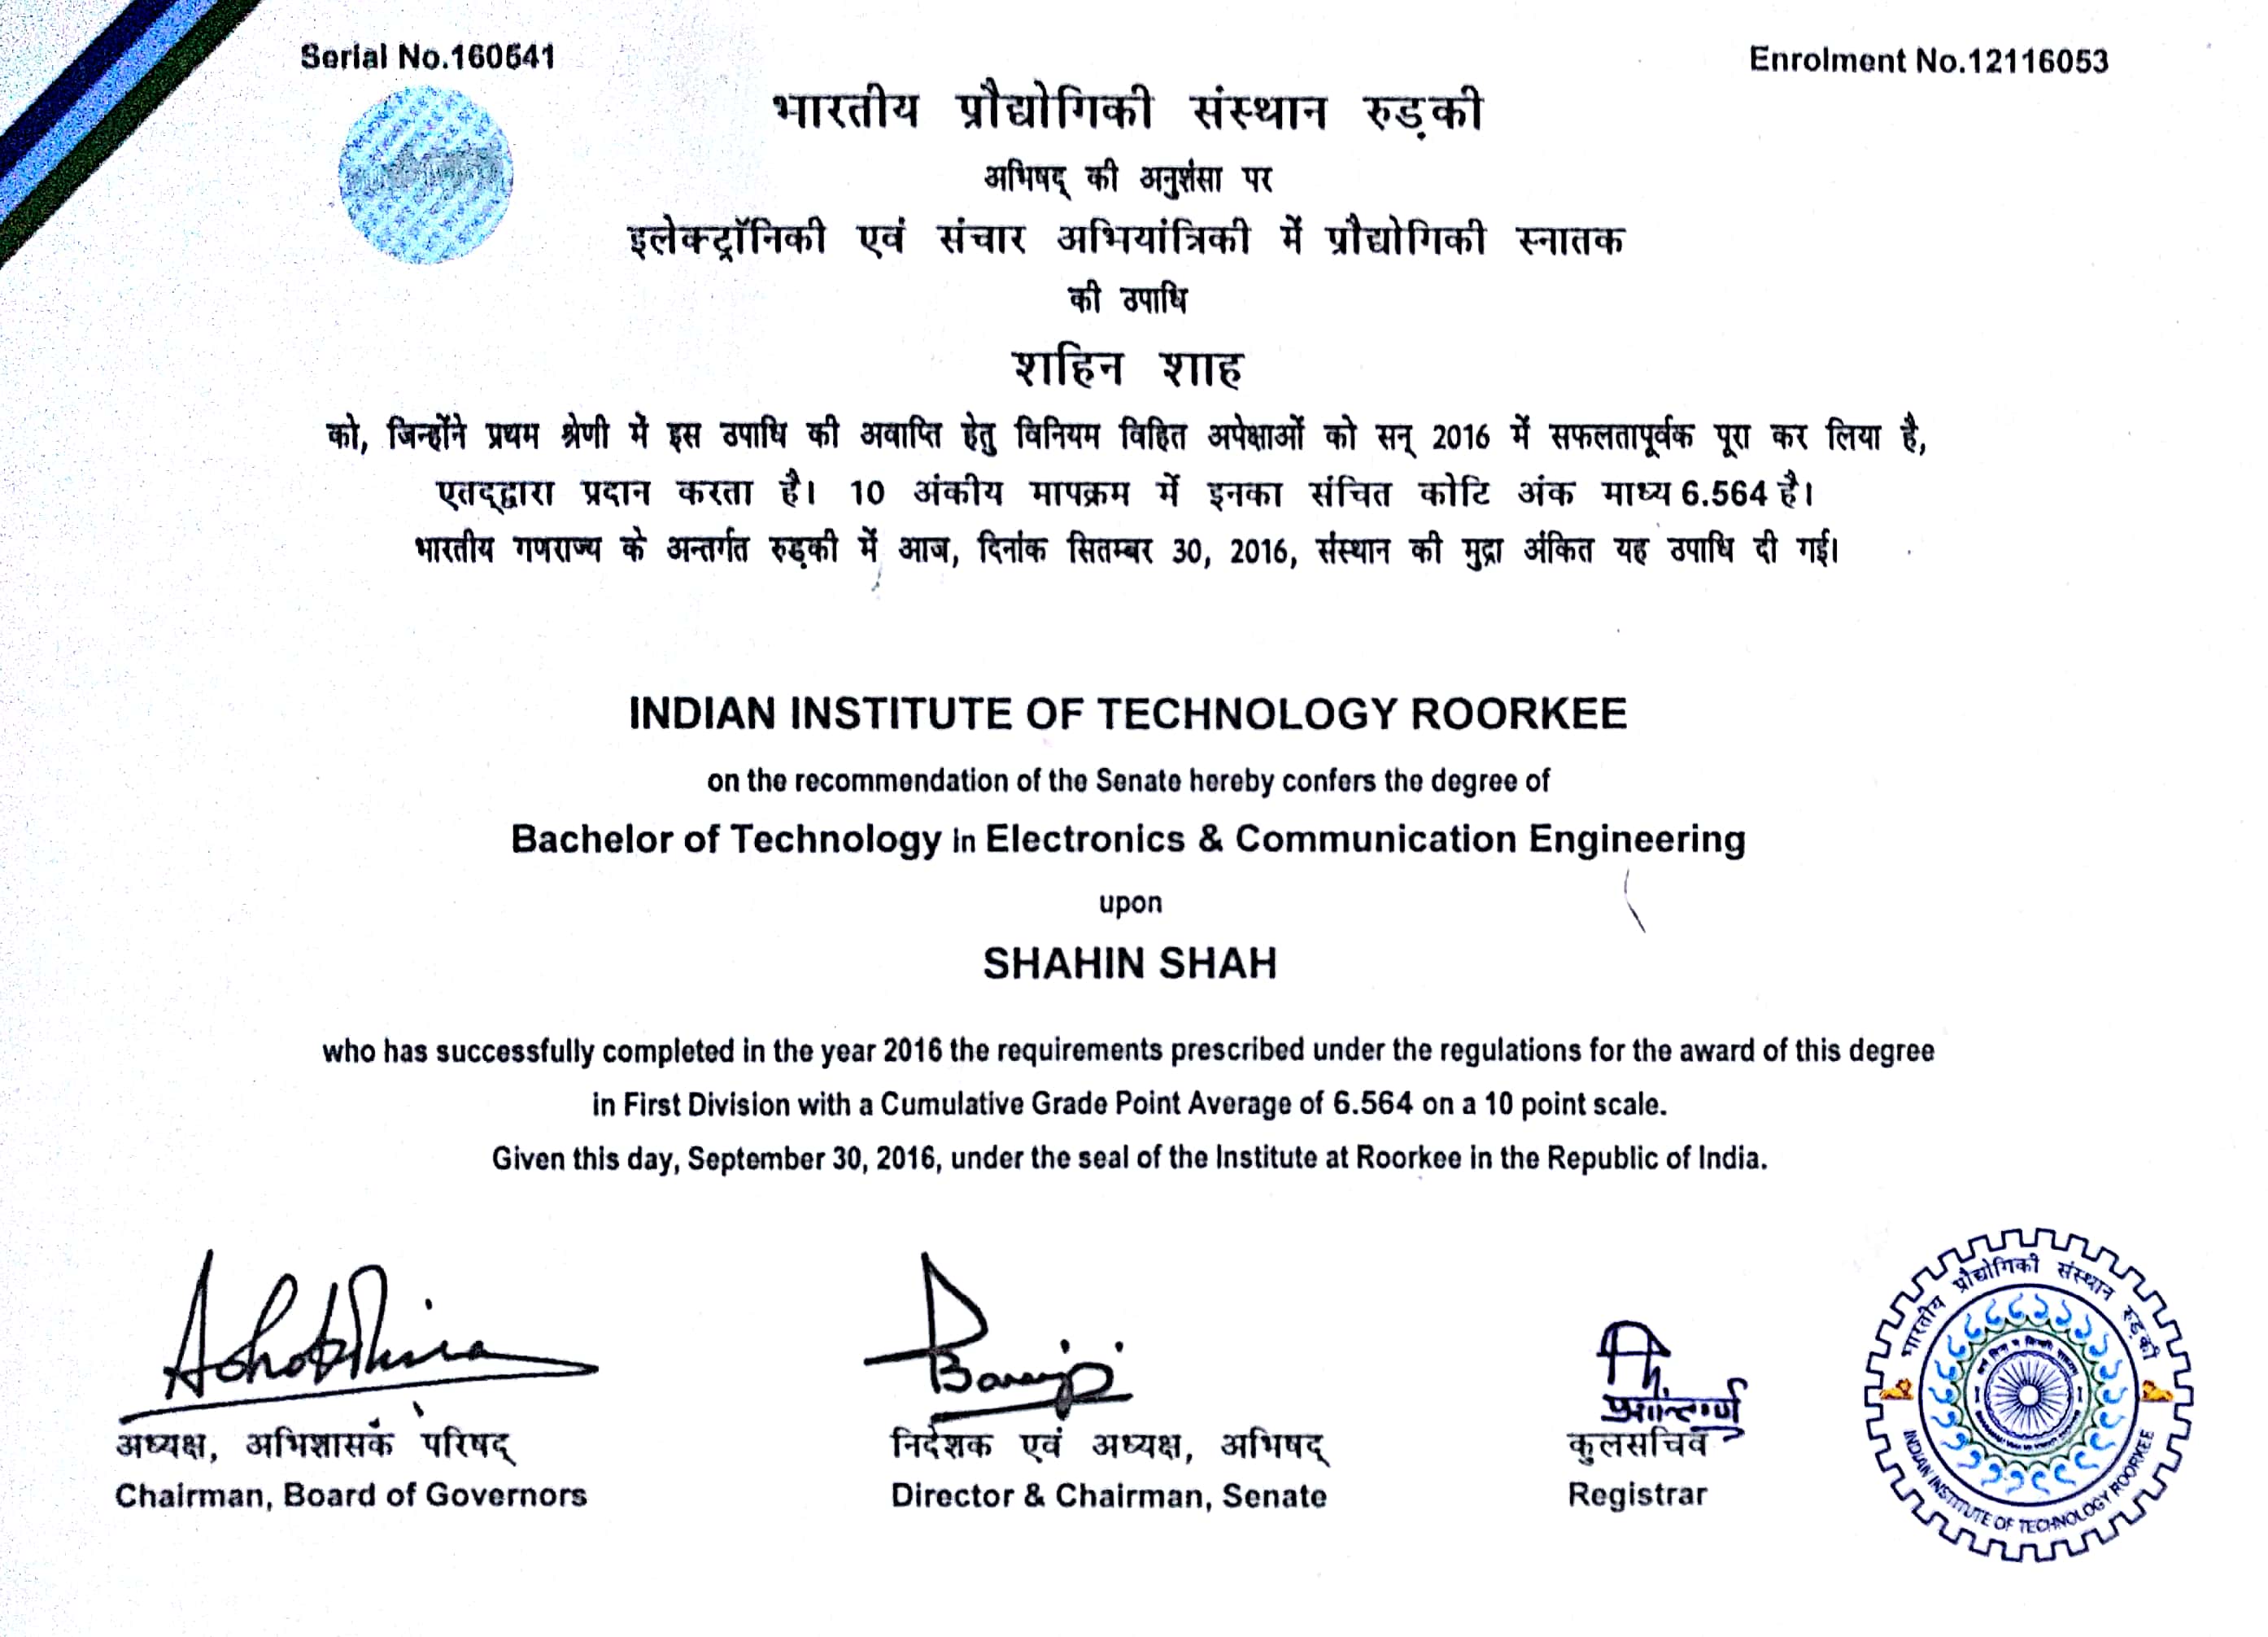 Serial No.160541
Enrolment No.12116053
भारतीय प्रौद्योगिकी संस्थान रुड़की
अभिषद् की अनुशंसा पर
इलेक्ट्रॉनिकी एवं संचार अभियांत्रिकी में प्रौद्योगिकी स्नातक
की उपाधि
शाहिन शाह
को, जिन्होंने प्रथम श्रेणी में इस उपाधि की अवाप्ति हेतु विनियम विहित अपेक्षाओं को सन् 2016 में सफलतापूर्वक पूरा कर लिया है,
एतद्द्वारा प्रदान करता है। 10 अंकीय मापक्रम में इनका संचित कोटि अंक माध्य 6.564 है।
भारतीय गणराज्य के अन्तर्गत रुड़की में आज, दिनांक सितम्बर 30, 2016, संस्थान की मुद्रा अंकित यह उपाधि दी गई।
INDIAN INSTITUTE OF TECHNOLOGY ROORKEE
on the recommendation of the Senate hereby confers the degree of
Bachelor of Technology in Electronics & Communication Engineering
upon
SHAHIN SHAH
who has successfully completed in the year 2016 the requirements prescribed under the regulations for the award of this degree
in First Division with a Cumulative Grade Point Average of 6.564 on a 10 point scale.
Given this day, September 30, 2016, under the seal of the Institute at Roorkee in the Republic of India.
अध्यक्ष, अभिशासक परिषद्
Chairman, Board of Governors
निर्देशक एवं अध्यक्ष, अभिषद्
Director & Chairman, Senate
कुलसचिव
Registrar
भारतीय प्रौद्योगिकी संस्थान रुड़की
INDIAN INSTITUTE OF TECHNOLOGY ROORKEE